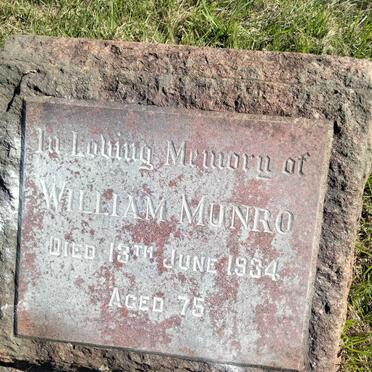 In Loving Memory of
WILLIAM MUNRO
DIED 13TH JUNE 1934
AGED 75